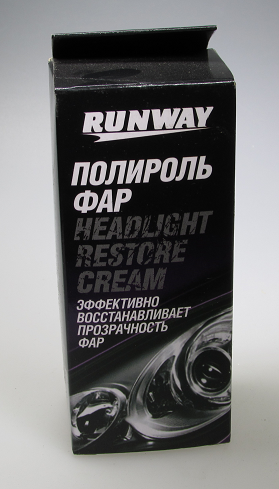 RUNWAY
ПОЛИРОЛЬ
ФАР
HEADLIGHT
RESTORE
CREAM
ЭФФЕКТИВНО
ВОССТАНАВЛИВАЕТ
ПРОЗРАЧНОСТЬ
ФАР